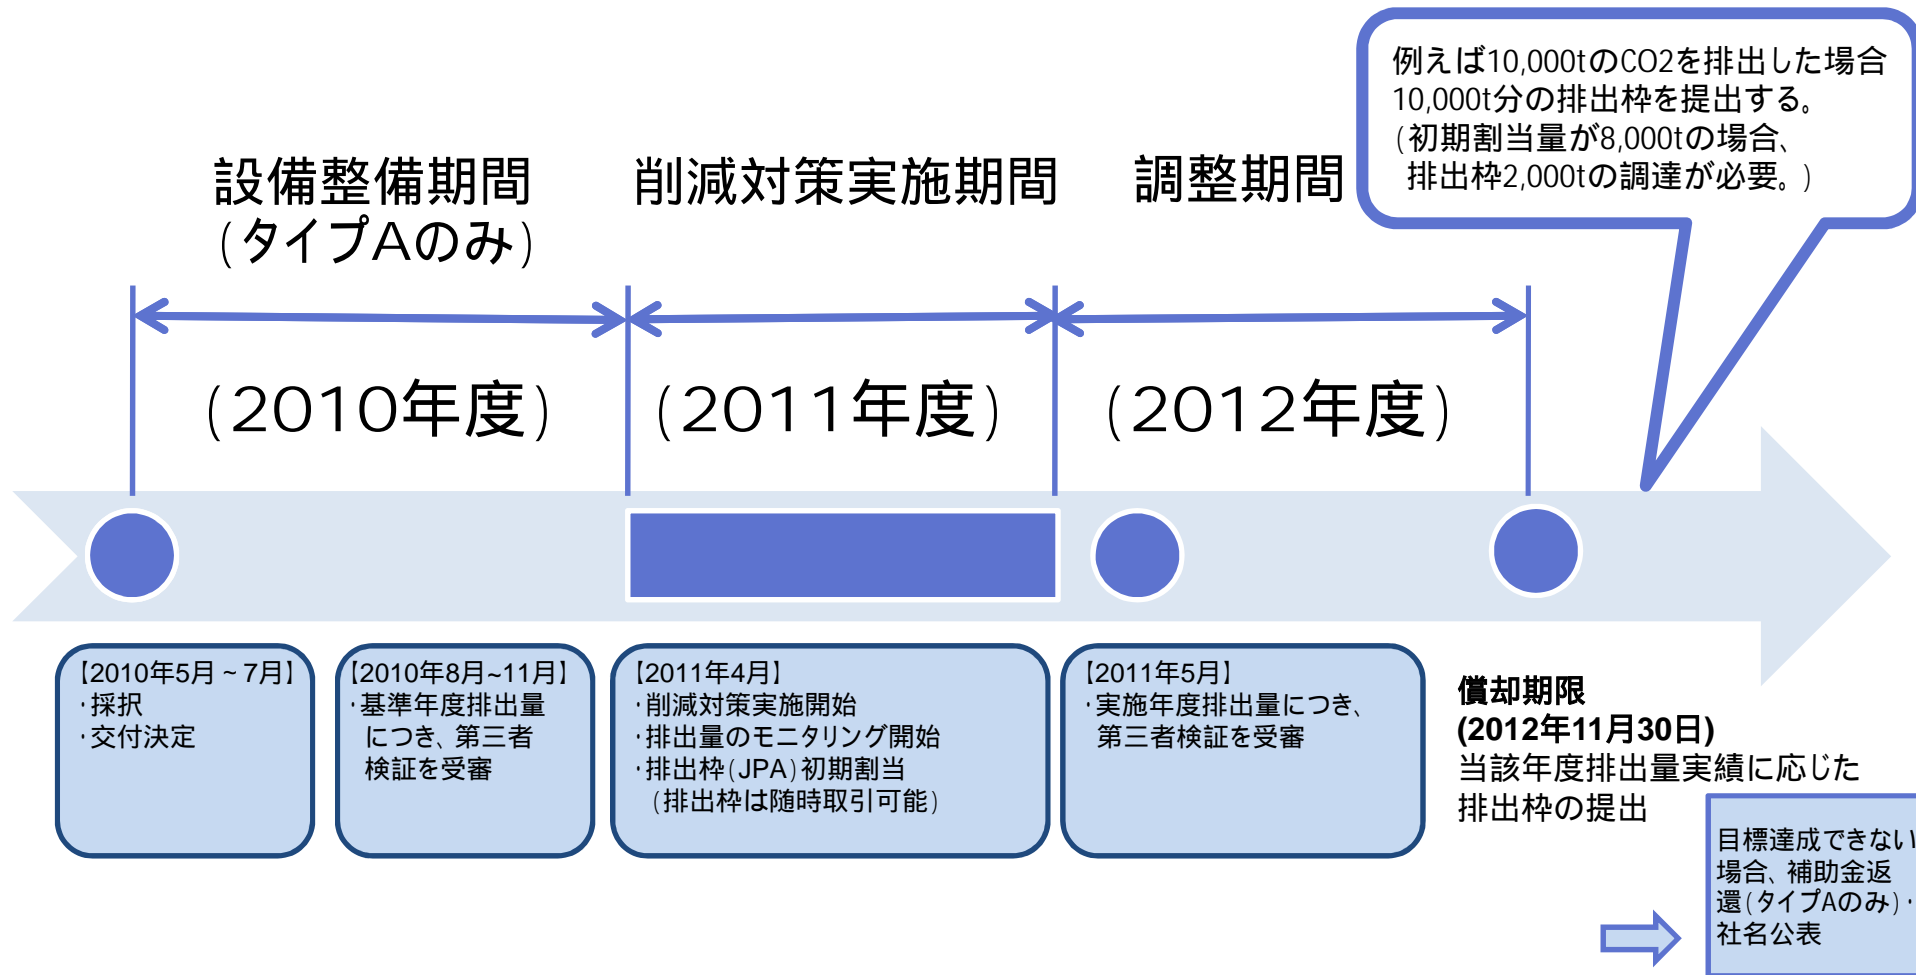 例えば10,000tのCO2を排出した場合
10,000t分の排出枠を提出する。
(初期割当量が8,000tの場合、
排出枠2,000tの調達が必要。)
設備整備期間
(タイプAのみ)
削減対策実施期間
調整期間
(2010年度)
(2011年度)
(2012年度)
【2010年5月~7月】
・採択
・交付決定
【2010年8月~11月】
・基準年度排出量
につき、第三者
検証を受審
【2011年4月】
・削減対策実施開始
・排出量のモニタリング開始
・排出枠(JPA)初期割当
(排出枠は随時取引可能)
【2011年5月】
・実施年度排出量につき、
第三者検証を受審
償却期限
(2012年11月30日)
当該年度排出量実績に応じた
排出枠の提出
目標達成できない
場合、補助金返
還(タイプAのみ)・
社名公表